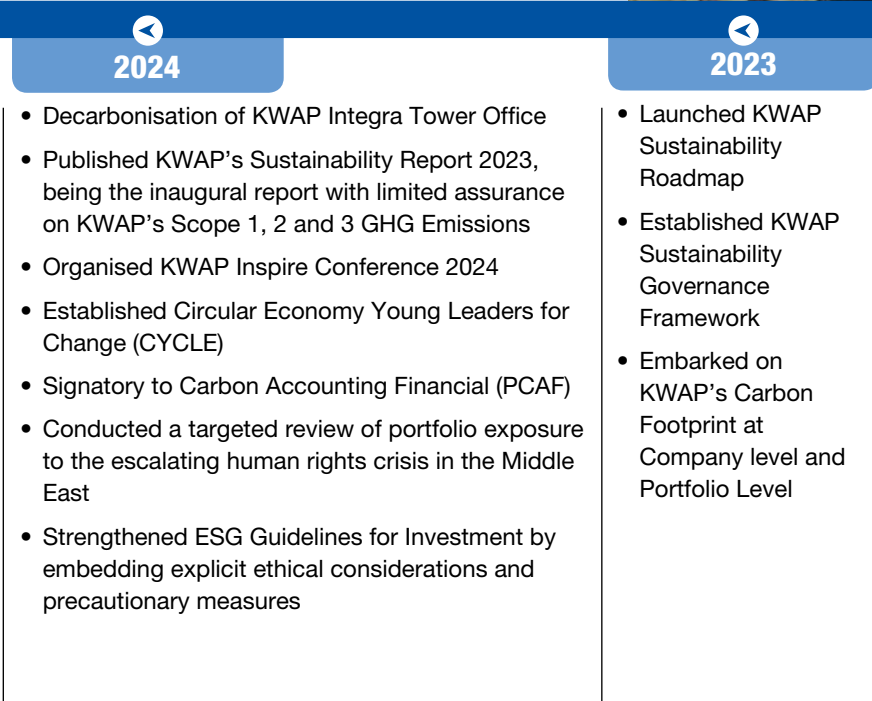 2024
• Decarbonisation of KWAP Integra Tower Office
• Published KWAP's Sustainability Report 2023,
being the inaugural report with limited assurance
on KWAP's Scope 1, 2 and 3 GHG Emissions
• Organised KWAP Inspire Conference 2024
• Established Circular Economy Young Leaders for
Change (CYCLE)
• Signatory to Carbon Accounting Financial (PCAF)
• Conducted a targeted review of portfolio exposure
to the escalating human rights crisis in the Middle
East
• Strengthened ESG Guidelines for Investment by
embedding explicit ethical considerations and
precautionary measures
2023
• Launched KWAP
Sustainability
Roadmap
• Established KWAP
Sustainability
Governance
Framework
• Embarked on
KWAP's Carbon
Footprint at
Company level and
Portfolio Level